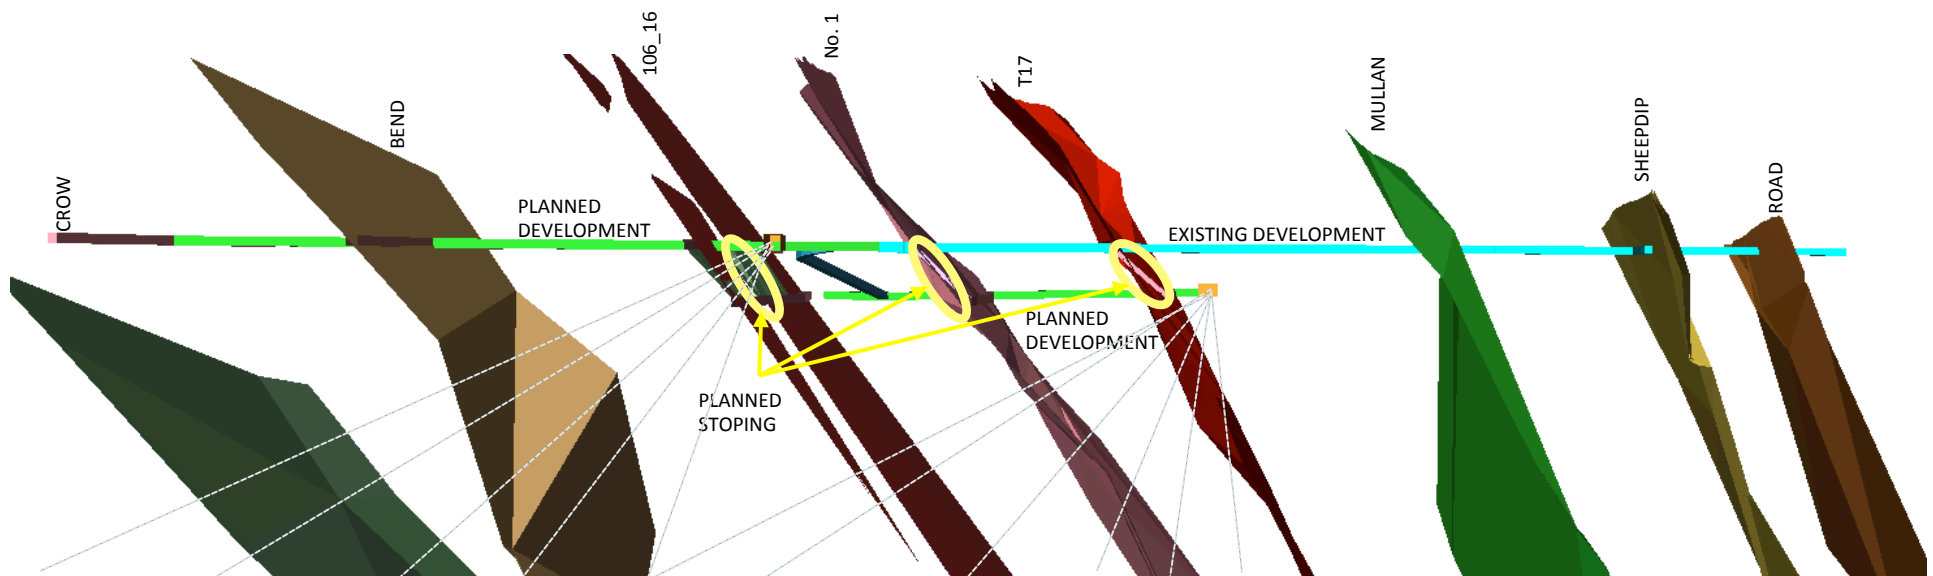 CROW
BEND
106_16
No. 1
T17
MULLAN
SHEEPDIP
ROAD
PLANNED
DEVELOPMENT
EXISTING DEVELOPMENT
PLANNED
DEVELOPMENT
PLANNED
STOPING